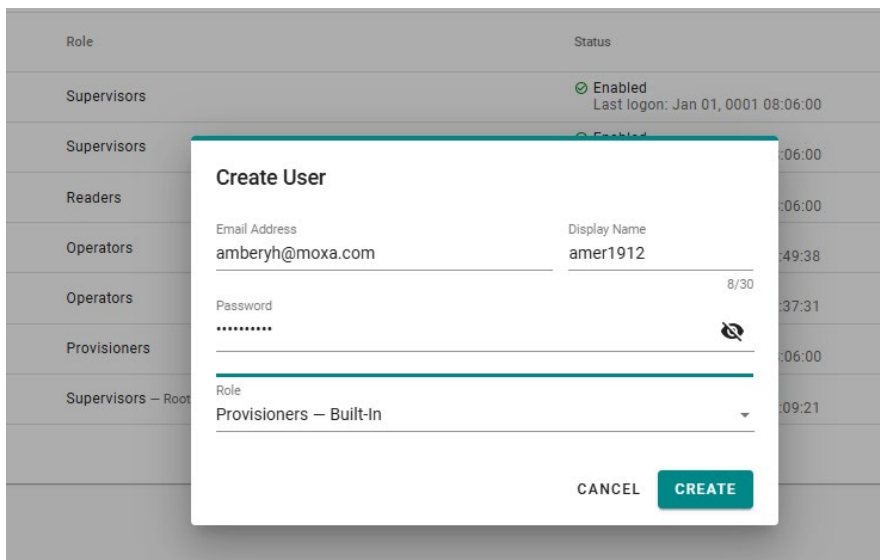 Role Status
Supervisors Enabled
Last logon: Jan 01, 0001 08:06:00
Supervisors Enabled
:06:00
Create User
Readers :06:00
Email Address Display Name
amberyh@moxa.com amer1912
Operators :49:38
8/30
Operators :37:31
Password
••••••••••
Provisioners :06:00
Role
Supervisors — Root :09:21
Provisioners — Built-In
CANCEL CREATE